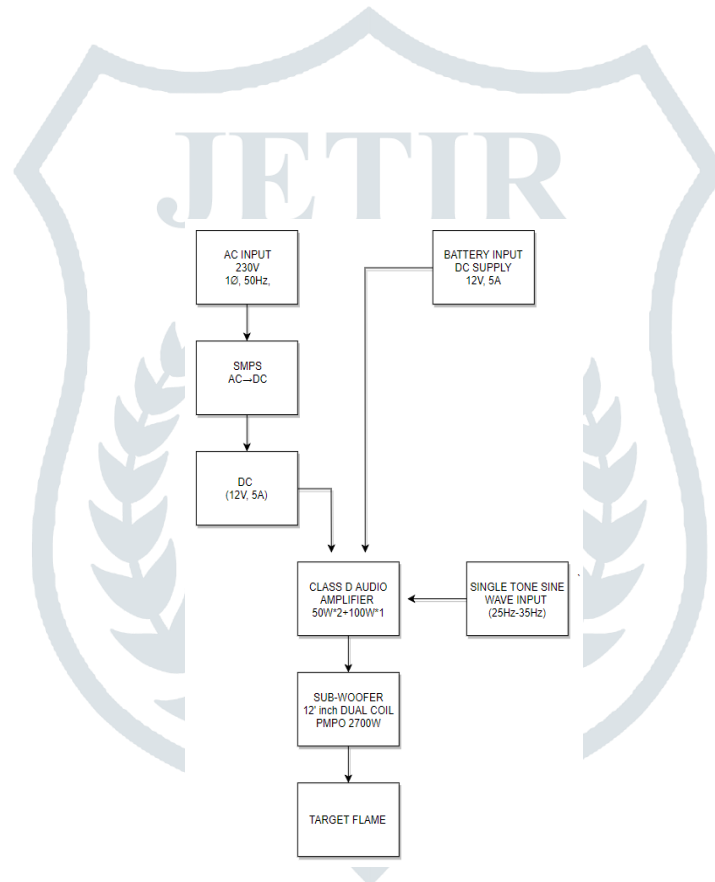 JETIR
AC INPUT
230V
1Ø, 50Hz,
BATTERY INPUT
DC SUPPLY
12V, 5A
SMPS
AC→DC
DC
(12V, 5A)
CLASS D AUDIO
AMPLIFIER
50W*2+100W*1
SINGLE TONE SINE
WAVE INPUT
(25Hz-35Hz)
SUB-WOOFER
12' inch DUAL COIL
PMPO 2700W
TARGET FLAME